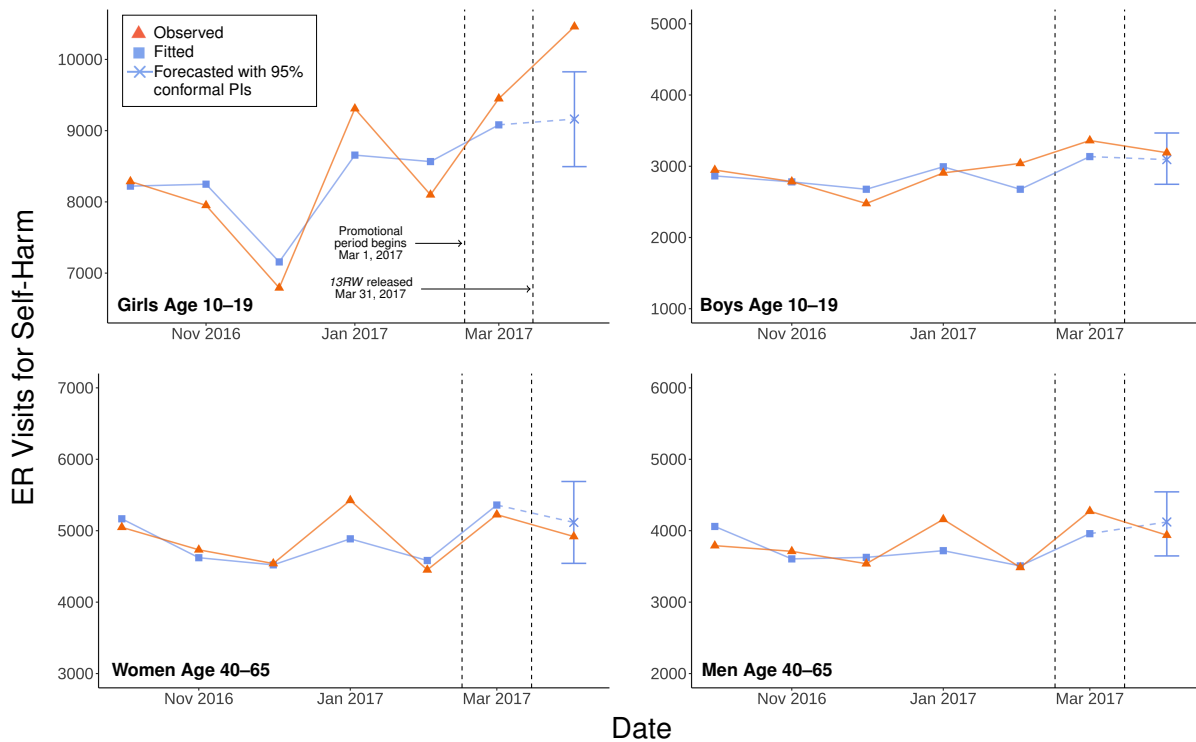 ER Visits for Self-Harm
10000
9000
8000
7000
Observed
Fitted
Forecasted with 95%
conformal PIs
Promotional
period begins
Mar 1, 2017
13RW released
Mar 31, 2017
Girls Age 10–19
Nov 2016
Jan 2017
Mar 2017
5000
4000
3000
2000
1000
Boys Age 10–19
Nov 2016
Jan 2017
Mar 2017
7000
6000
5000
4000
3000
Women Age 40–65
Nov 2016
Jan 2017
Mar 2017
6000
5000
4000
3000
2000
Men Age 40–65
Nov 2016
Jan 2017
Mar 2017
Date